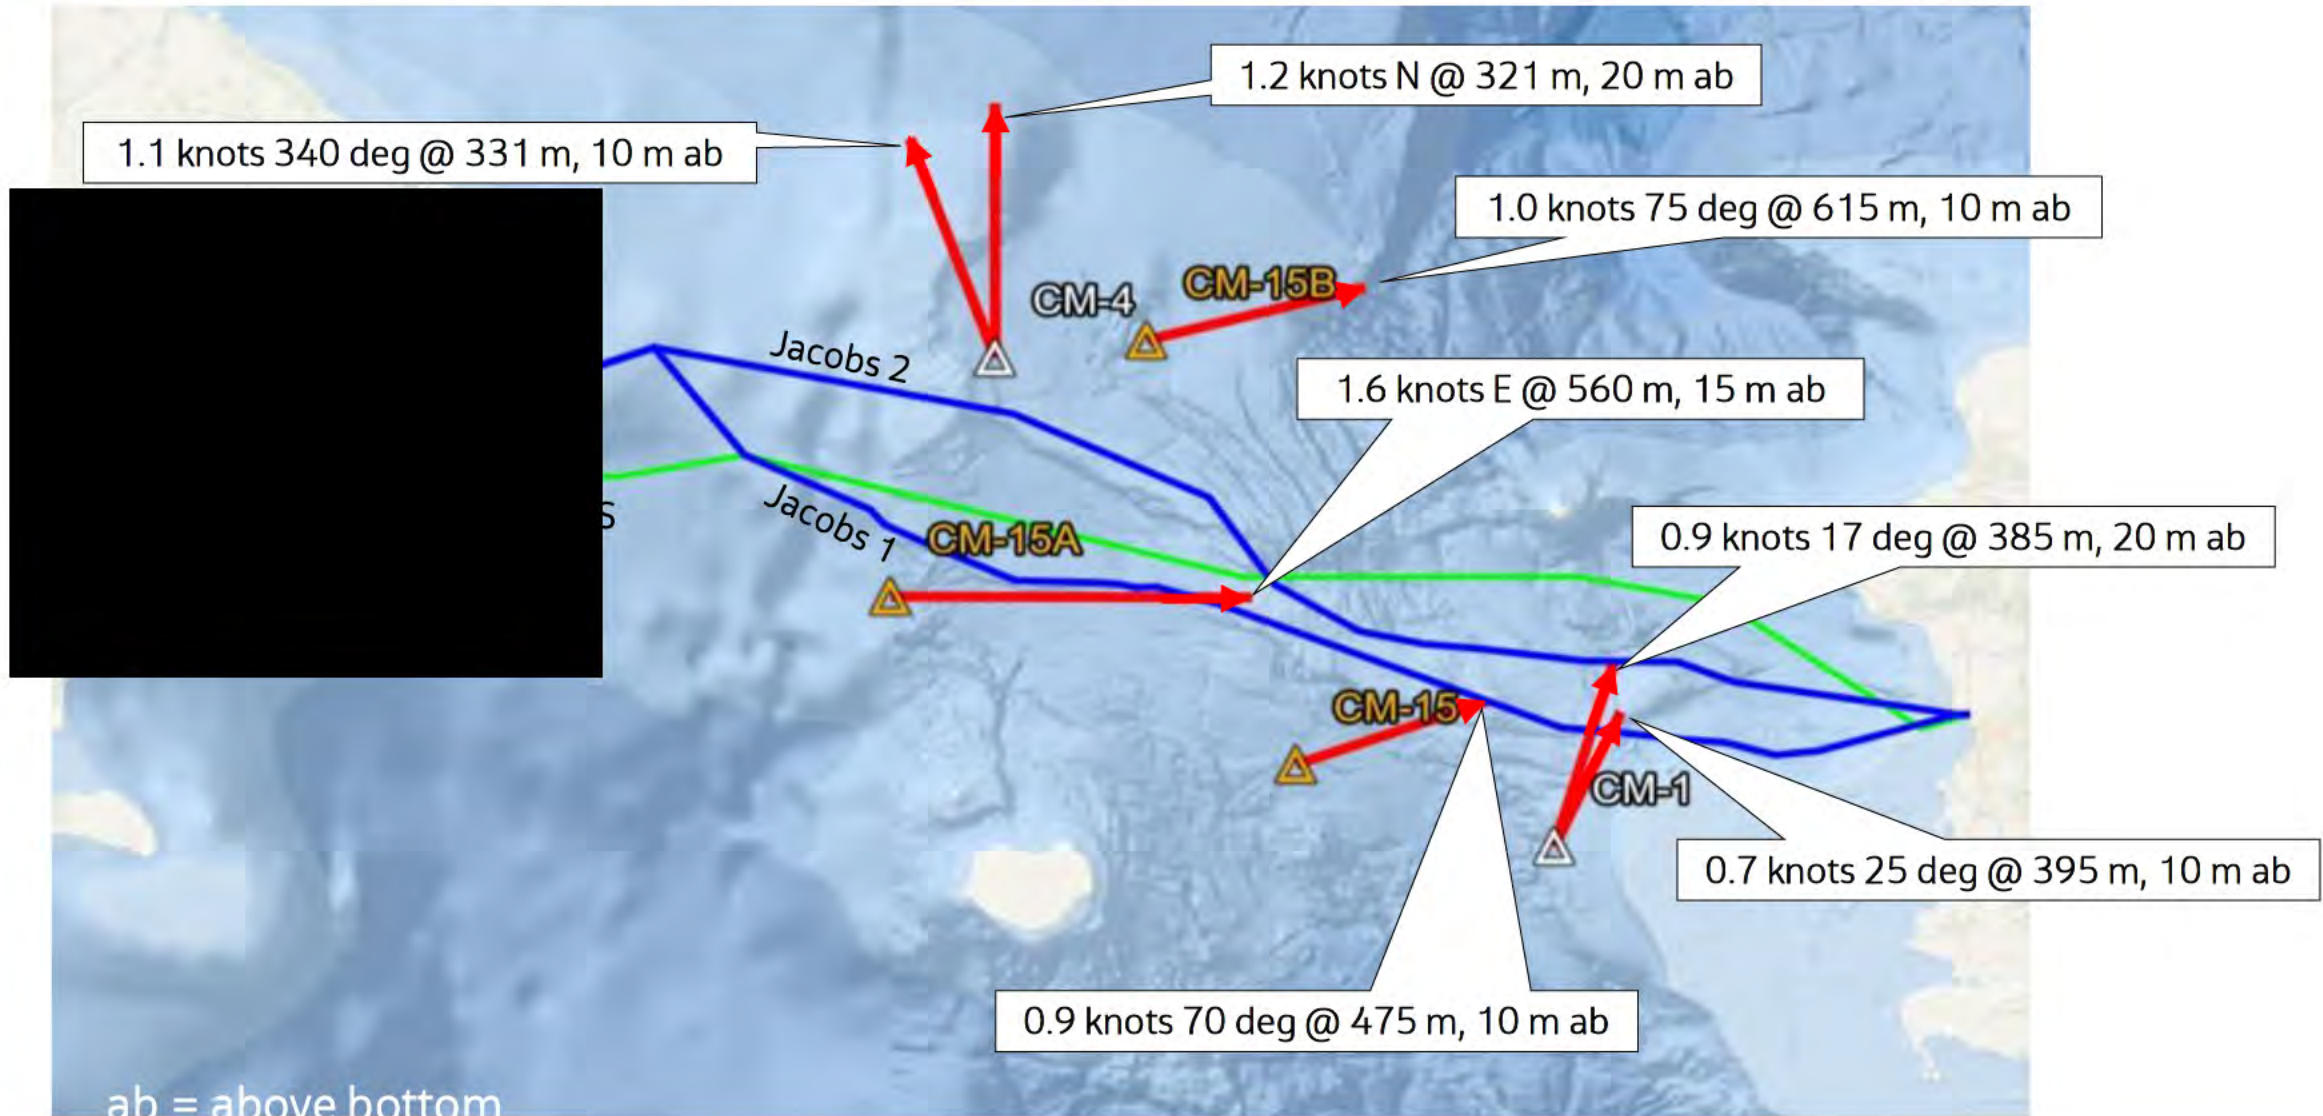 1.2 knots N @ 321 m, 20 m ab
1.1 knots 340 deg @ 331 m, 10 m ab
1.0 knots 75 deg @ 615 m, 10 m ab
CM-4
CM-15B
Jacobs 2
1.6 knots E @ 560 m, 15 m ab
Jacobs 1
s
CM-15A
0.9 knots 17 deg @ 385 m, 20 m ab
CM-15
CM-1
0.7 knots 25 deg @ 395 m, 10 m ab
0.9 knots 70 deg @ 475 m, 10 m ab
ab = above bottom